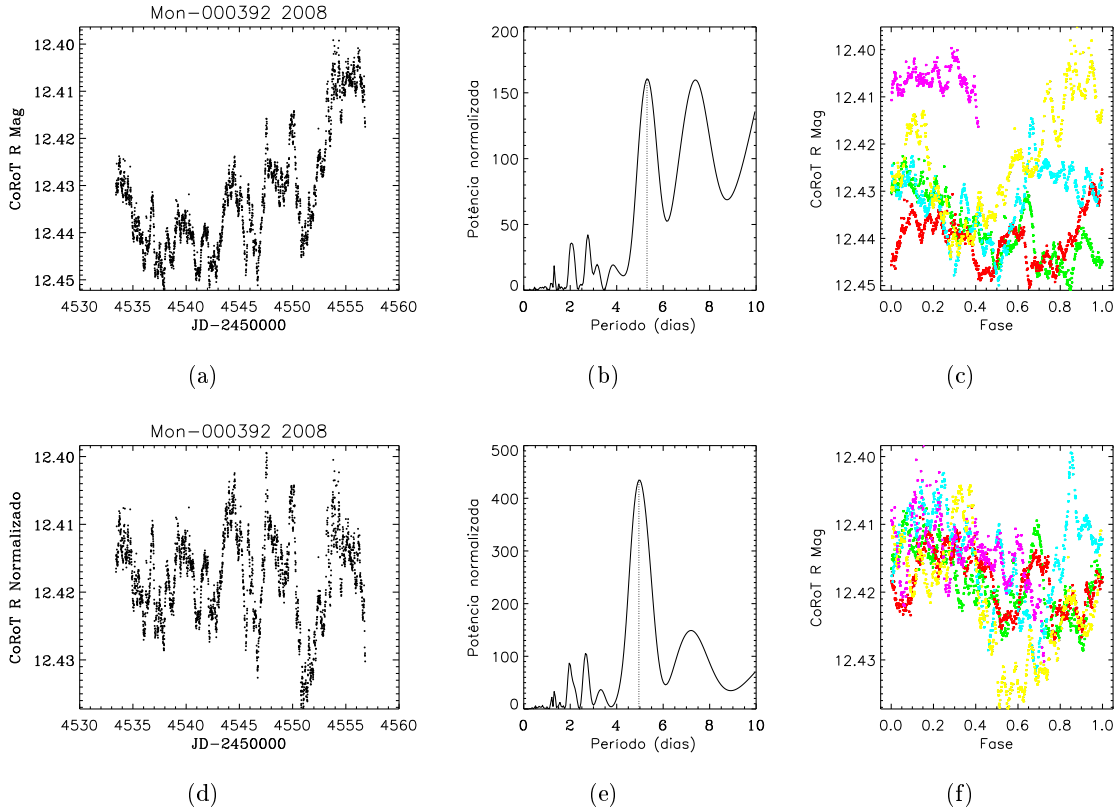 Mon-000392 2008
CoRoT R Mag
12.40
12.41
12.42
12.43
12.44
12.45
4530 4535 4540 4545 4550 4555 4560
JD-2450000
(a)
Potência normalizada
200
150
100
50
0
0 2 4 6 8 10
Período (dias)
(b)
CoRoT R Mag
12.40
12.41
12.42
12.43
12.44
12.45
0.0 0.2 0.4 0.6 0.8 1.0
Fase
(c)
Mon-000392 2008
CoRoT R Normalizado
12.40
12.41
12.42
12.43
4530 4535 4540 4545 4550 4555 4560
JD-2450000
(d)
Potência normalizada
500
400
300
200
100
0
0 2 4 6 8 10
Período (dias)
(e)
CoRoT R Mag
12.40
12.41
12.42
12.43
0.0 0.2 0.4 0.6 0.8 1.0
Fase
(f)